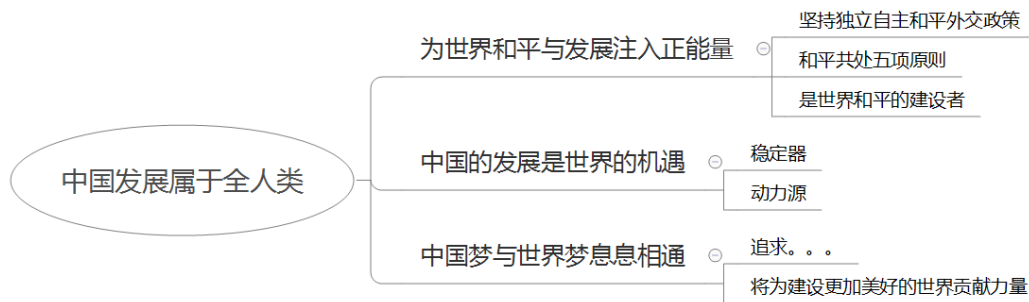 中国发展属于全人类
为世界和平与发展注入正能量
坚持独立自主和平外交政策
和平共处五项原则
是世界和平的建设者
中国的发展是世界的机遇
稳定器
动力源
中国梦与世界梦息息相通
追求。。。
将为建设更加美好的世界贡献力量